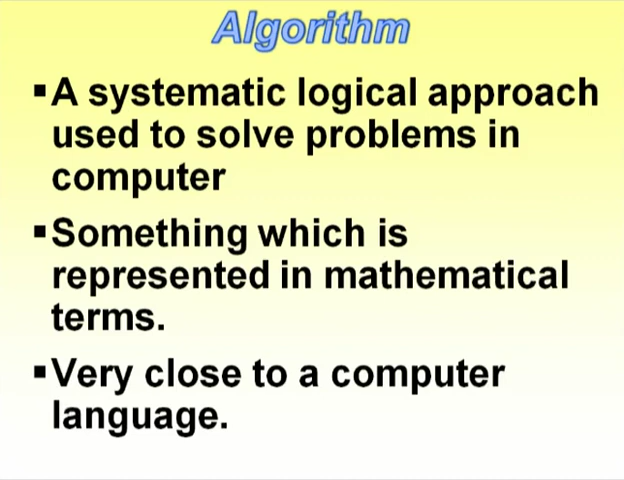 Algorithm
▪A systematic logical approach
used to solve problems in
computer
▪Something which is
represented in mathematical
terms.
▪Very close to a computer
language.